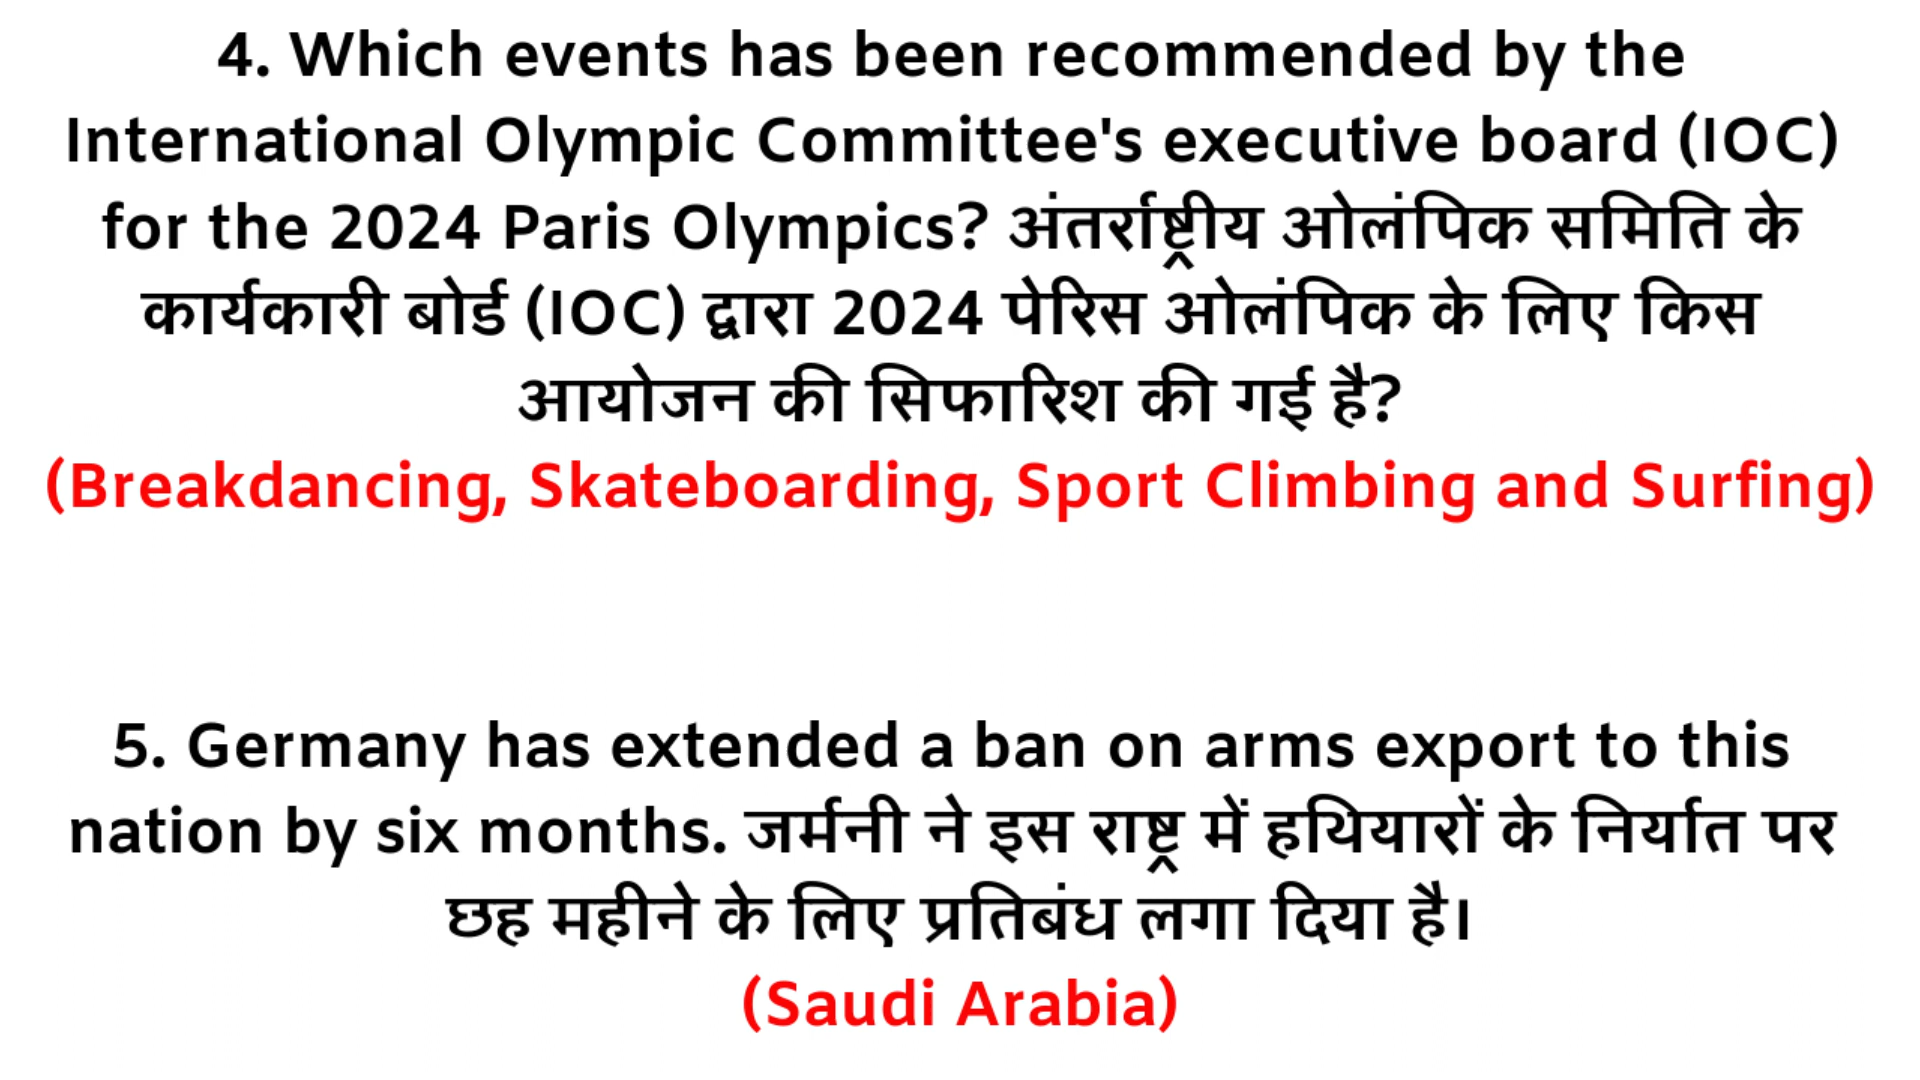 4. Which events has been recommended by the
International Olympic Committee's executive board (IOC)
for the 2024 Paris Olympics? अंतर्राष्ट्रीय ओलंपिक समिति के
कार्यकारी बोर्ड (IOC) द्वारा 2024 पेरिस ओलंपिक के लिए किस
आयोजन की सिफारिश की गई है?
(Breakdancing, Skateboarding, Sport Climbing and Surfing)
5. Germany has extended a ban on arms export to this
nation by six months. जर्मनी ने इस राष्ट्र में हथियारों के निर्यात पर
छह महीने के लिए प्रतिबंध लगा दिया है।
(Saudi Arabia)